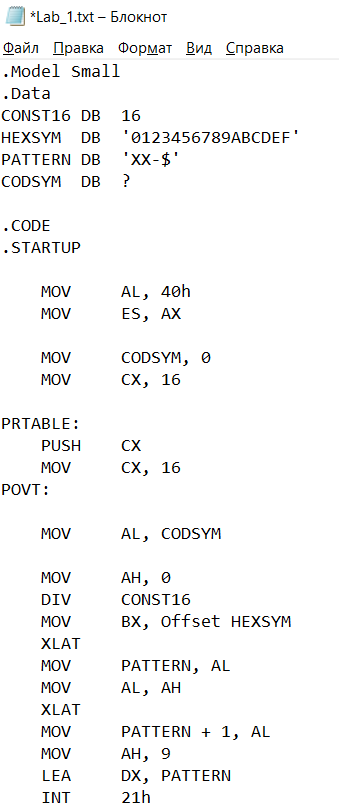 *Lab_1.txt – Блокнот
Файл Правка Формат Вид Справка
.Model Small
.Data
CONST16 DB  16
HEXSYM  DB  '0123456789ABCDEF'
PATTERN DB  'XX-$'
CODSYM  DB  ?
.CODE
.STARTUP
    MOV     AL, 40h
    MOV     ES, AX
    MOV     CODSYM, 0
    MOV     CX, 16
PRTABLE:
    PUSH    CX
    MOV     CX, 16
POVT:
    MOV     AL, CODSYM
    MOV     AH, 0
    DIV     CONST16
    MOV     BX, Offset HEXSYM
    XLAT
    MOV     PATTERN, AL
    MOV     AL, AH
    XLAT
    MOV     PATTERN + 1, AL
    MOV     AH, 9
    LEA     DX, PATTERN
    INT     21h